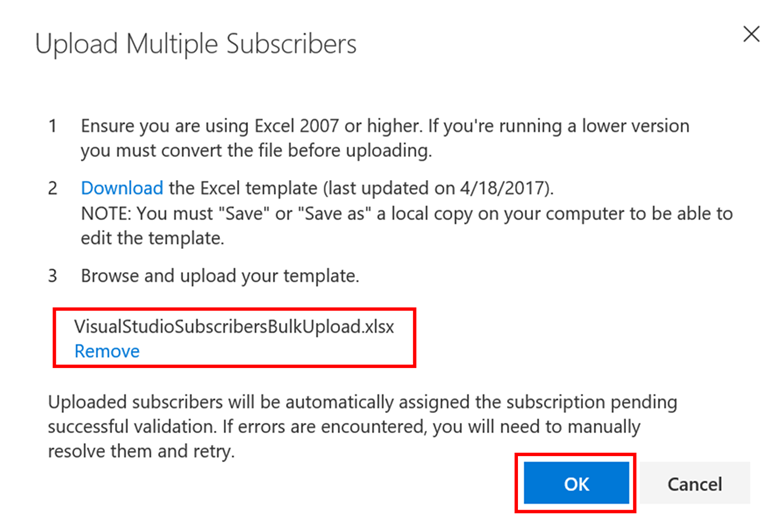 Upload Multiple Subscribers
1 Ensure you are using Excel 2007 or higher. If you're running a lower version
you must convert the file before uploading.
2 Download the Excel template (last updated on 4/18/2017).
NOTE: You must "Save" or "Save as" a local copy on your computer to be able to
edit the template.
3 Browse and upload your template.
VisualStudioSubscribersBulkUpload.xlsx
Remove
Uploaded subscribers will be automatically assigned the subscription pending
successful validation. If errors are encountered, you will need to manually
resolve them and retry.
OK Cancel